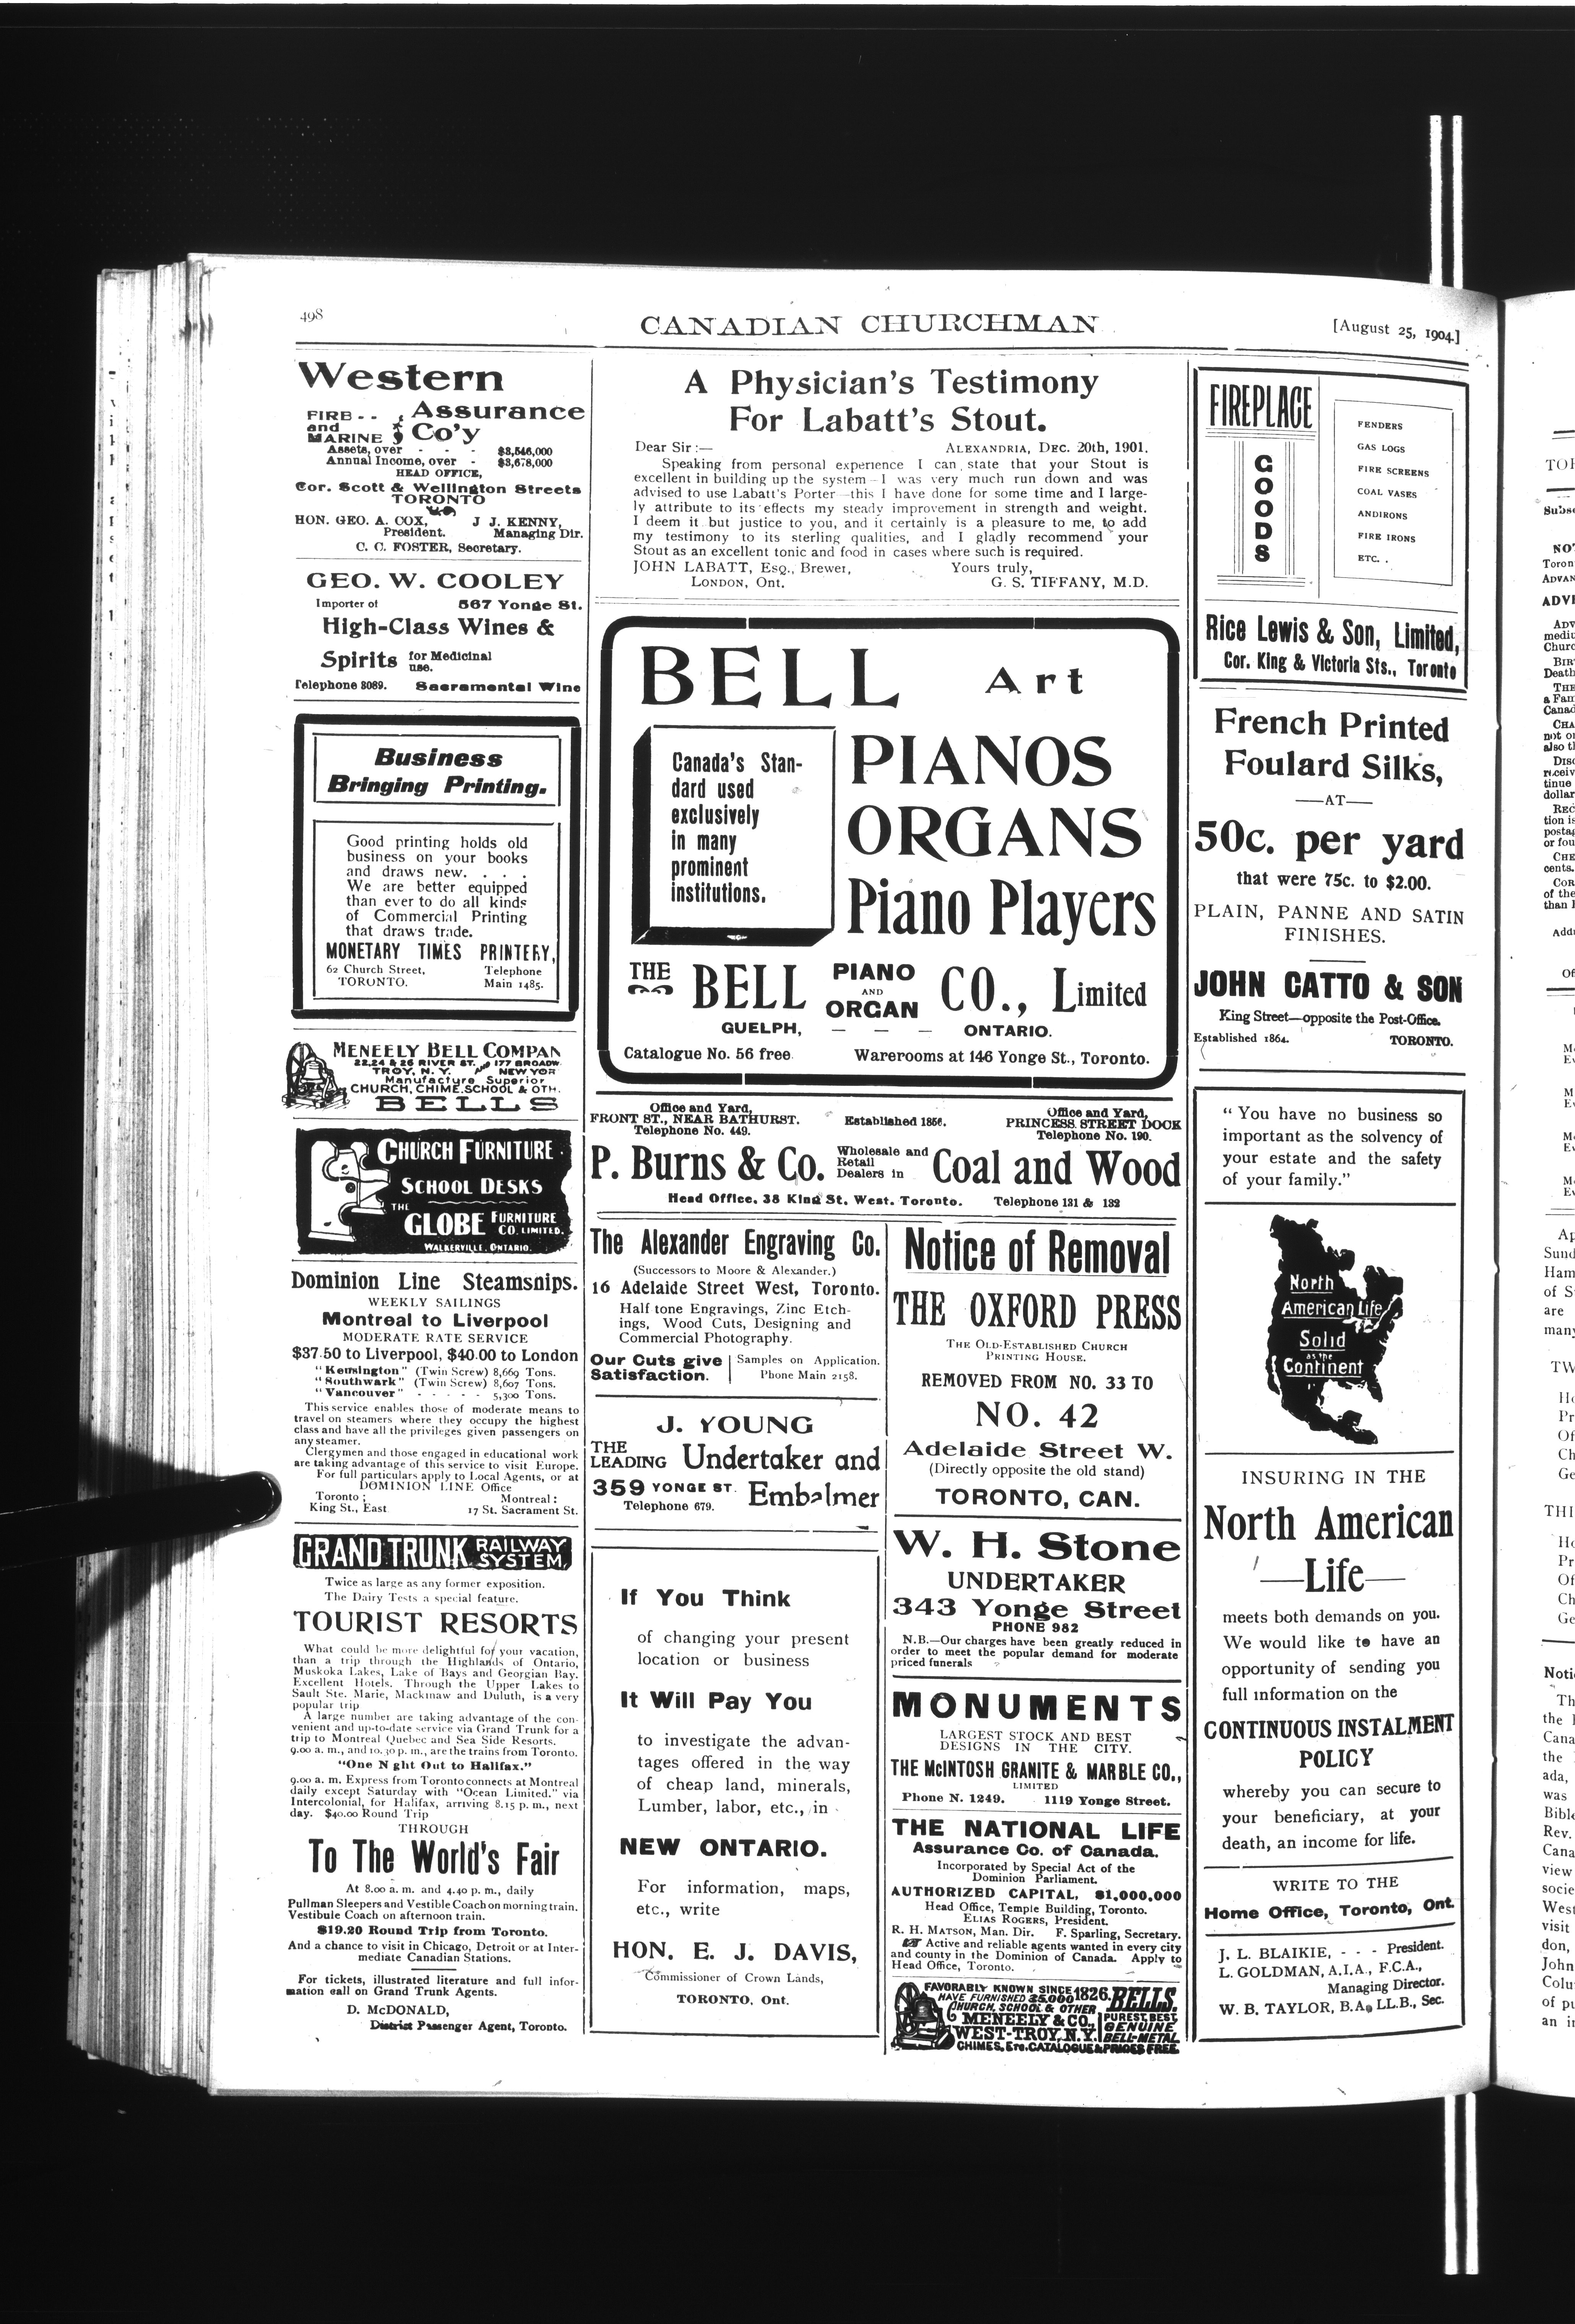 498
CANADIAN CHURCHMAN
[August 25, 1904.]
Western
FIRE - - Assurance
and
MARINE Co'y
Assets, over - - - $3,546,000
Annual Income, over - $3,678,000
HEAD OFFICE,
Cor. Scott & Wellington Streets
TORONTO
HON. GEO. A. COX, J J. KENNY,
President. Managing Dir.
C. C. FOSTER, Secretary.
GEO. W. COOLEY
Importer of 567 Yonge St.
High-Class Wines &
Spirits for Medicinal
use.
Telephone 8089. Sacramental Wine
Business
Bringing Printing.
Good printing holds old
business on your books
and draws new. . . .
We are better equipped
than ever to do all kinds
of Commercial Printing
that draws trade.
MONETARY TIMES PRINTERY,
62 Church Street, Telephone
TORONTO. Main 1485.
MENEELY BELL COMPAN
22,24 & 26 RIVER ST. AND 177 BROADW
TROY, N. Y. NEW YOR
Manufacture Superior
CHURCH, CHIME, SCHOOL & OTH.
BELLS
CHURCH FURNITURE
SCHOOL DESKS
THE
GLOBE FURNITURE
CO. LIMITED.
WALKERVILLE. ONTARIO.
Dominion Line Steamsnips.
WEEKLY SAILINGS
Montreal to Liverpool
MODERATE RATE SERVICE
$37.50 to Liverpool, $40.00 to London
"Kensington" (Twin Screw) 8,669 Tons.
"Southwark" (Twin Screw) 8,607 Tons.
"Vancouver" - - - - - 5,300 Tons.
This service enables those of moderate means to
travel on steamers where they occupy the highest
class and have all the privileges given passengers on
any steamer.
Clergymen and those engaged in educational work
are taking advantage of this service to visit Europe.
For full particulars apply to Local Agents, or at
DOMINION LINE Office
Toronto ; Montreal :
King St., East 17 St. Sacrament St.
GRAND TRUNK RAILWAY
SYSTEM
Twice as large as any former exposition.
The Dairy Tests a special feature.
TOURIST RESORTS
What could be more delightful for your vacation,
than a trip through the Highlands of Ontario,
Muskoka Lakes, Lake of Bays and Georgian Bay.
Excellent Hotels. Through the Upper Lakes to
Sault Ste. Marie, Mackinaw and Duluth, is a very
popular trip
A large number are taking advantage of the con-
venient and up-to-date service via Grand Trunk for a
trip to Montreal Quebec and Sea Side Resorts.
9.00 a. m., and 10.30 p. m., are the trains from Toronto.
"One N ght Out to Halifax."
9.00 a. m. Express from Toronto connects at Montreal
daily except Saturday with "Ocean Limited." via
Intercolonial, for Halifax, arriving 8.15 p. m., next
day. $40.00 Round Trip
THROUGH
To The World's Fair
At 8.00 a. m. and 4.40 p. m., daily
Pullman Sleepers and Vestible Coach on morning train.
Vestibule Coach on afternoon train.
$19.20 Round Trip from Toronto.
And a chance to visit in Chicago, Detroit or at Inter-
mediate Canadian Stations.
For tickets, illustrated literature and full infor-
mation call on Grand Trunk Agents.
D. McDONALD,
District Passenger Agent, Toronto.
A Physician's Testimony
For Labatt's Stout.
Dear Sir :— ALEXANDRIA, DEC. 20th, 1901.
Speaking from personal experience I can state that your Stout is
excellent in building up the system—I was very much run down and was
advised to use Labatt's Porter—this I have done for some time and I large-
ly attribute to its effects my steady improvement in strength and weight.
I deem it but justice to you, and it certainly is a pleasure to me, to add
my testimony to its sterling qualities, and I gladly recommend your
Stout as an excellent tonic and food in cases where such is required.
JOHN LABATT, ESQ., Brewer, Yours truly,
LONDON, Ont. G. S. TIFFANY, M.D.
BELL Art
PIANOS
ORGANS
Piano Players
Canada's Stan-
dard used
exclusively
in many
prominent
institutions.
THE BELL PIANO
AND
ORGAN CO., Limited
GUELPH, — — — ONTARIO.
Catalogue No. 56 free. Warerooms at 146 Yonge St., Toronto.
Office and Yard,
FRONT ST., NEAR BATHURST.
Telephone No. 449.
Established 1856.
Office and Yard,
PRINCESS STREET DOCK
Telephone No. 190.
P. Burns & Co. Wholesale and
Retail
Dealers in Coal and Wood
Head Office, 38 King St. West, Toronto. Telephone 131 & 132
The Alexander Engraving Co.
(Successors to Moore & Alexander.)
16 Adelaide Street West, Toronto.
Half tone Engravings, Zinc Etch-
ings, Wood Cuts, Designing and
Commercial Photography.
Our Cuts give
Satisfaction.
Samples on Application.
Phone Main 2158.
J. YOUNG
THE
LEADING Undertaker and
359 YONGE ST. Embalmer
Telephone 679.
If You Think
of changing your present
location or business
It Will Pay You
to investigate the advan-
tages offered in the way
of cheap land, minerals,
Lumber, labor, etc., in
NEW ONTARIO.
For information, maps,
etc., write
HON. E. J. DAVIS,
Commissioner of Crown Lands,
TORONTO, Ont.
Notice of Removal
THE OXFORD PRESS
THE OLD-ESTABLISHED CHURCH
PRINTING HOUSE.
REMOVED FROM NO. 33 TO
NO. 42
Adelaide Street W.
(Directly opposite the old stand)
TORONTO, CAN.
W. H. Stone
UNDERTAKER
343 Yonge Street
PHONE 982
N.B.—Our charges have been greatly reduced in
order to meet the popular demand for moderate
priced funerals
MONUMENTS
LARGEST STOCK AND BEST
DESIGNS IN THE CITY.
THE McINTOSH GRANITE & MARBLE CO.,
LIMITED
Phone N. 1249. 1119 Yonge Street.
THE NATIONAL LIFE
Assurance Co. of Canada.
Incorporated by Special Act of the
Dominion Parliament.
AUTHORIZED CAPITAL, $1,000,000
Head Office, Temple Building, Toronto.
ELIAS ROGERS, President.
R. H. MATSON, Man. Dir. F. Sparling, Secretary.
Active and reliable agents wanted in every city
and county in the Dominion of Canada. Apply to
Head Office, Toronto.
FAVORABLY KNOWN SINCE 1826. BELLS.
HAVE FURNISHED 35,000
CHURCH, SCHOOL & OTHER
MENEELY & CO.,
WEST-TROY, N.Y.
PUREST, BEST
GENUINE
BELL-METAL
CHIMES, ETC. CATALOGUE & PRICES FREE.
FIREPLACE
GOODS
FENDERS
GAS LOGS
FIRE SCREENS
COAL VASES
ANDIRONS
FIRE IRONS
ETC. .
Rice Lewis & Son, Limited,
Cor. King & Victoria Sts., Toronto
French Printed
Foulard Silks,
—AT—
50c. per yard
that were 75c. to $2.00.
PLAIN, PANNE AND SATIN
FINISHES.
JOHN CATTO & SON
King Street—opposite the Post-Office.
Established 1864. TORONTO.
"You have no business so
important as the solvency of
your estate and the safety
of your family."
North
American Life
Solid
as the
Continent
INSURING IN THE
North American
—Life—
meets both demands on you.
We would like to have an
opportunity of sending you
full information on the
CONTINUOUS INSTALMENT
POLICY
whereby you can secure to
your beneficiary, at your
death, an income for life.
WRITE TO THE
Home Office, Toronto, Ont.
J. L. BLAIKIE, - - - President.
L. GOLDMAN, A.I.A., F.C.A.,
Managing Director.
W. B. TAYLOR, B.A., LL.B., Sec.